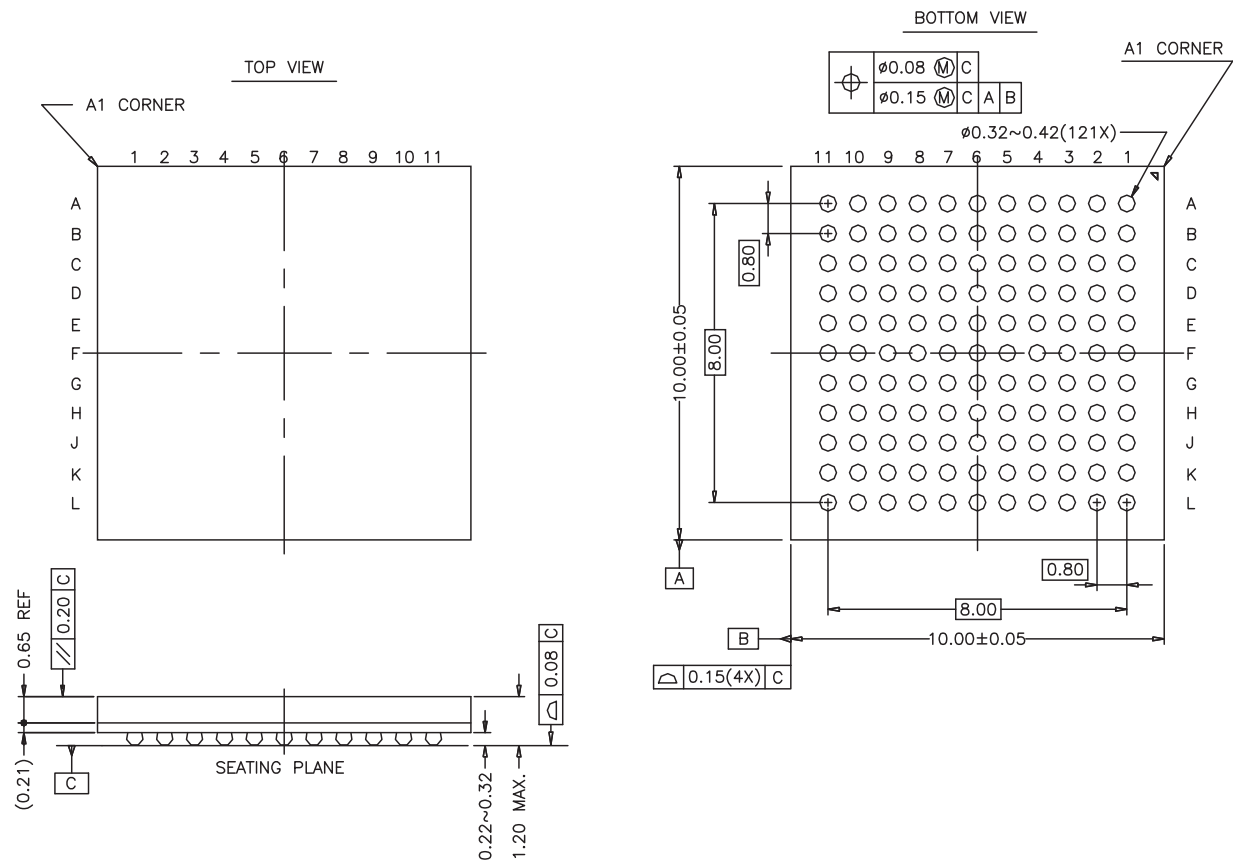 TOP VIEW
A1 CORNER
1 2 3 4 5 6 7 8 9 10 11
A
B
C
D
E
F
G
H
J
K
L
BOTTOM VIEW
A1 CORNER
ø0.08 Ⓜ C
ø0.15 Ⓜ C A B
ø0.32~0.42(121X)
11 10 9 8 7 6 5 4 3 2 1
A
B
C
D
E
F
G
H
J
K
L
0.80
8.00
10.00±0.05
A
0.80
8.00
B
10.00±0.05
0.15(4X) C
0.65 REF
(0.21)
// 0.20 C
C
SEATING PLANE
0.22~0.32
1.20 MAX.
0.08 C